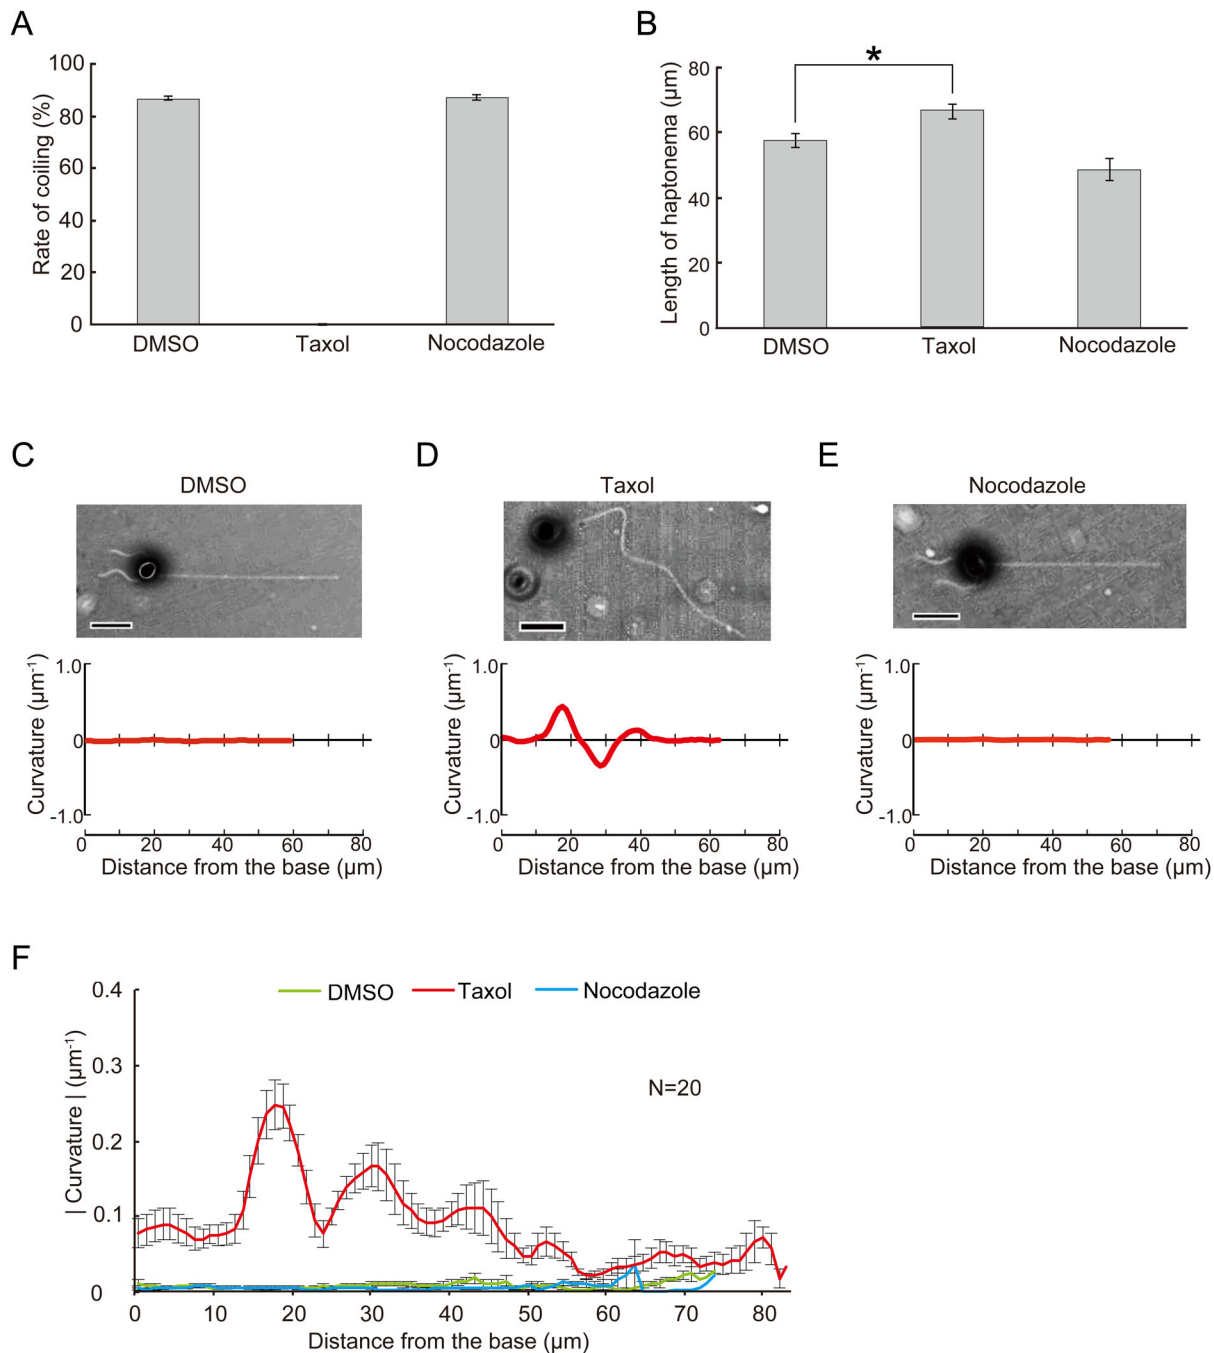 A
Rate of coiling (%)
100
80
60
40
20
0
DMSO Taxol Nocodazole
B
*
Length of haptonema (µm)
80
60
40
20
0
DMSO Taxol Nocodazole
C
DMSO
Curvature (µm⁻¹)
1.0
0
-1.0
0 20 40 60 80
Distance from the base (µm)
D
Taxol
Curvature (µm⁻¹)
1.0
0
-1.0
0 20 40 60 80
Distance from the base (µm)
E
Nocodazole
Curvature (µm⁻¹)
1.0
0
-1.0
0 20 40 60 80
Distance from the base (µm)
F
DMSO Taxol Nocodazole
| Curvature | (µm⁻¹)
0.4
0.3
0.2
0.1
0
N=20
0 10 20 30 40 50 60 70 80
Distance from the base (µm)